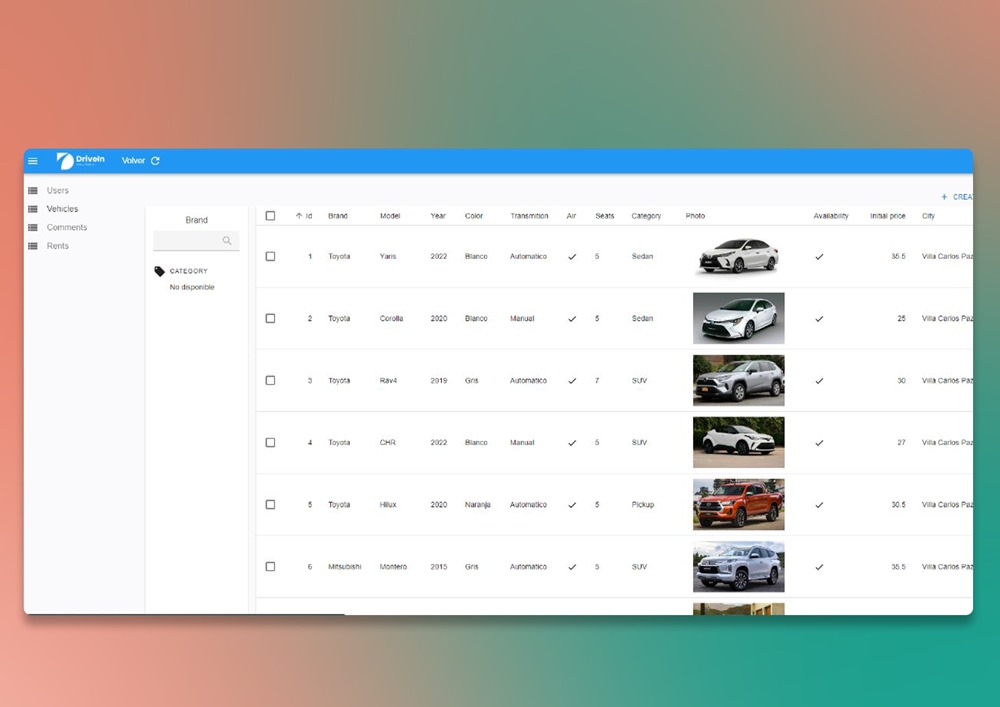 DriveIn
Volver
Users
Vehicles
Comments
Rents
Brand
CATEGORY
No disponible
+ CREA
Id Brand Model Year Color Transmition Air Seats Category Photo Availability Initial price City
1 Toyota Yaris 2022 Blanco Automatico 5 Sedan 35.5 Villa Carlos Paz
2 Toyota Corolla 2020 Blanco Manual 5 Sedan 25 Villa Carlos Paz
3 Toyota Rav4 2019 Gris Automatico 7 SUV 30 Villa Carlos Paz
4 Toyota CHR 2022 Blanco Manual 5 SUV 27 Villa Carlos Paz
5 Toyota Hilux 2020 Naranja Automatico 5 Pickup 30.5 Villa Carlos Paz
6 Mitsubishi Montero 2015 Gris Automatico 5 SUV 35.5 Villa Carlos Paz